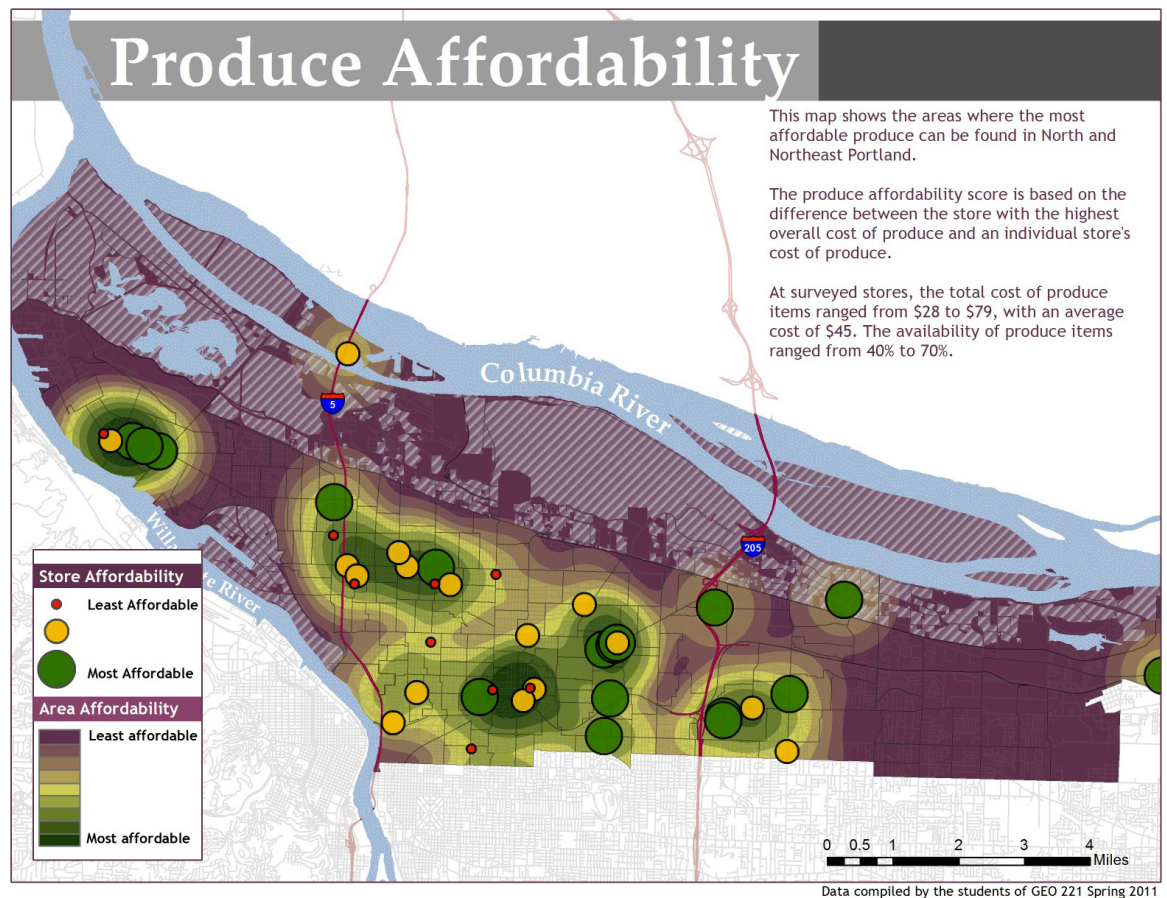 Produce Affordability
This map shows the areas where the most
affordable produce can be found in North and
Northeast Portland.
The produce affordability score is based on the
difference between the store with the highest
overall cost of produce and an individual store's
cost of produce.
At surveyed stores, the total cost of produce
items ranged from $28 to $79, with an average
cost of $45. The availability of produce items
ranged from 40% to 70%.
Columbia River
5
205
Willa
te River
Store Affordability
Least Affordable
Most Affordable
Area Affordability
Least affordable
Most affordable
0 0.5 1 2 3 4
Miles
Data compiled by the students of GEO 221 Spring 2011